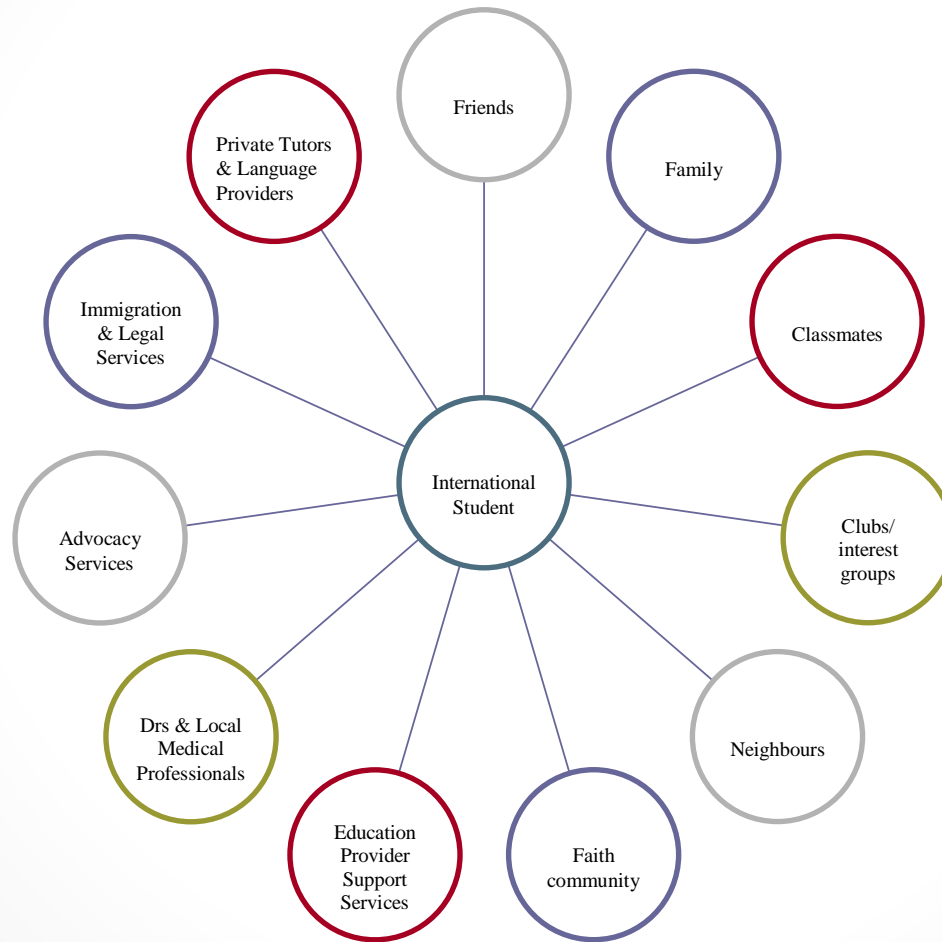 Friends
Family
Classmates
Clubs/
interest
groups
Neighbours
Faith
community
Education
Provider
Support
Services
Drs & Local
Medical
Professionals
Advocacy
Services
Immigration
& Legal
Services
Private Tutors
& Language
Providers
International
Student